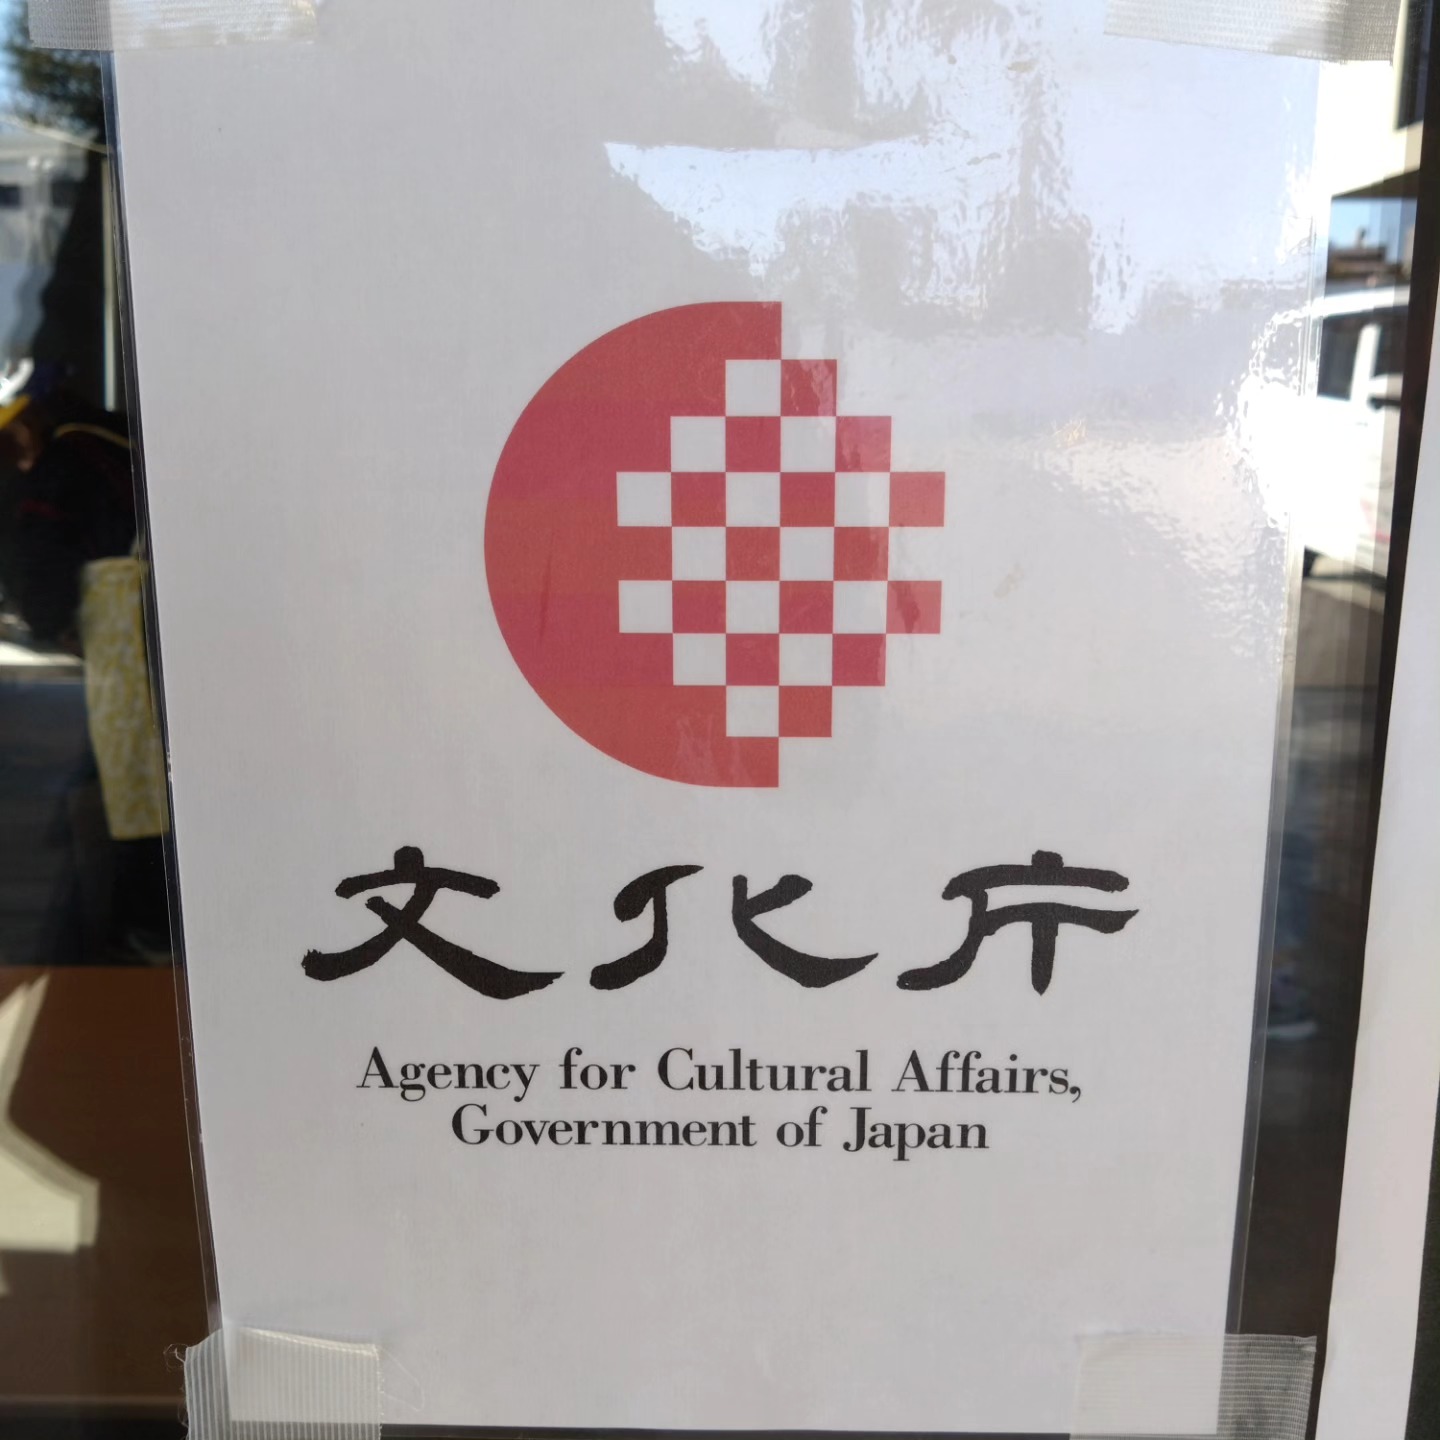 文化庁
Agency for Cultural Affairs,
Government of Japan